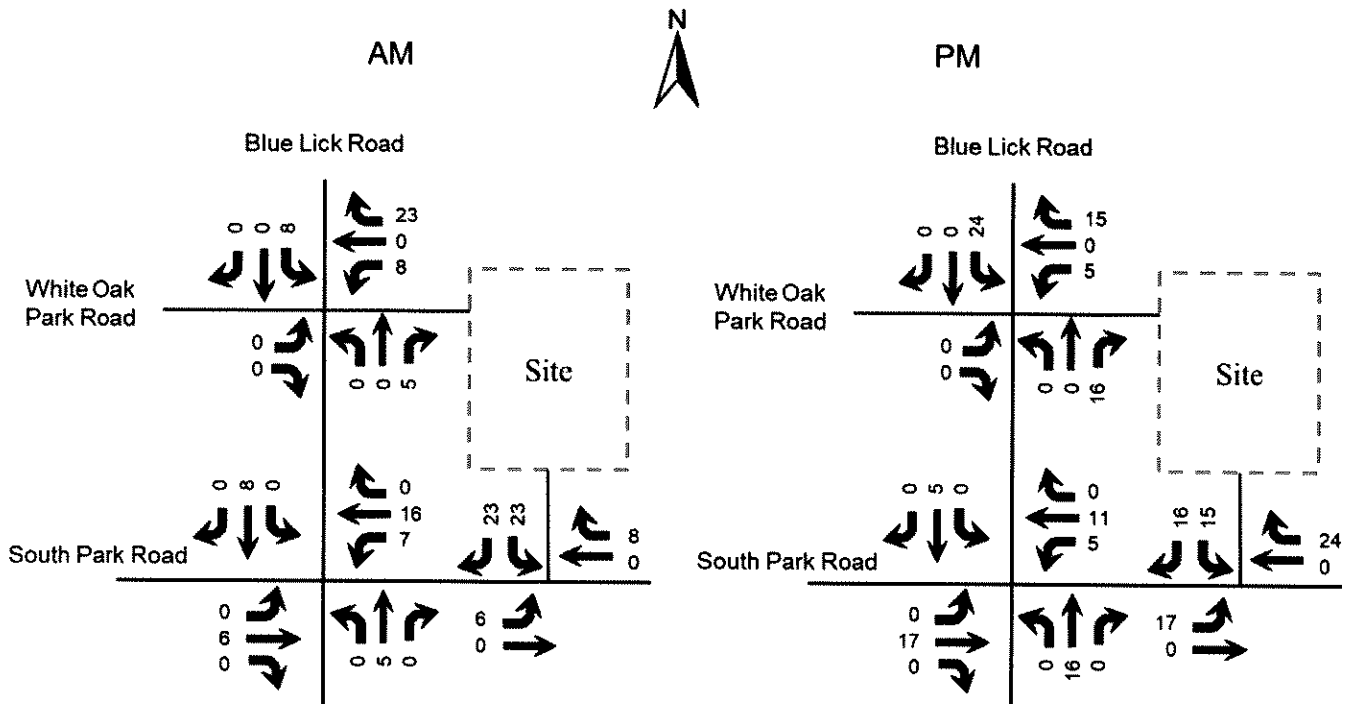 N
AM
PM
Blue Lick Road
Blue Lick Road
0 0 8
23
0
8
0 0 24
15
0
5
White Oak
Park Road
White Oak
Park Road
0
0
0 0 5
Site
0
0
0 0 16
Site
0 8 0
0
16
7
23 23
8
0
0 5 0
0
11
5
16 15
24
0
South Park Road
South Park Road
0
6
0
0 5 0
6
0
0
17
0
0 16 0
17
0